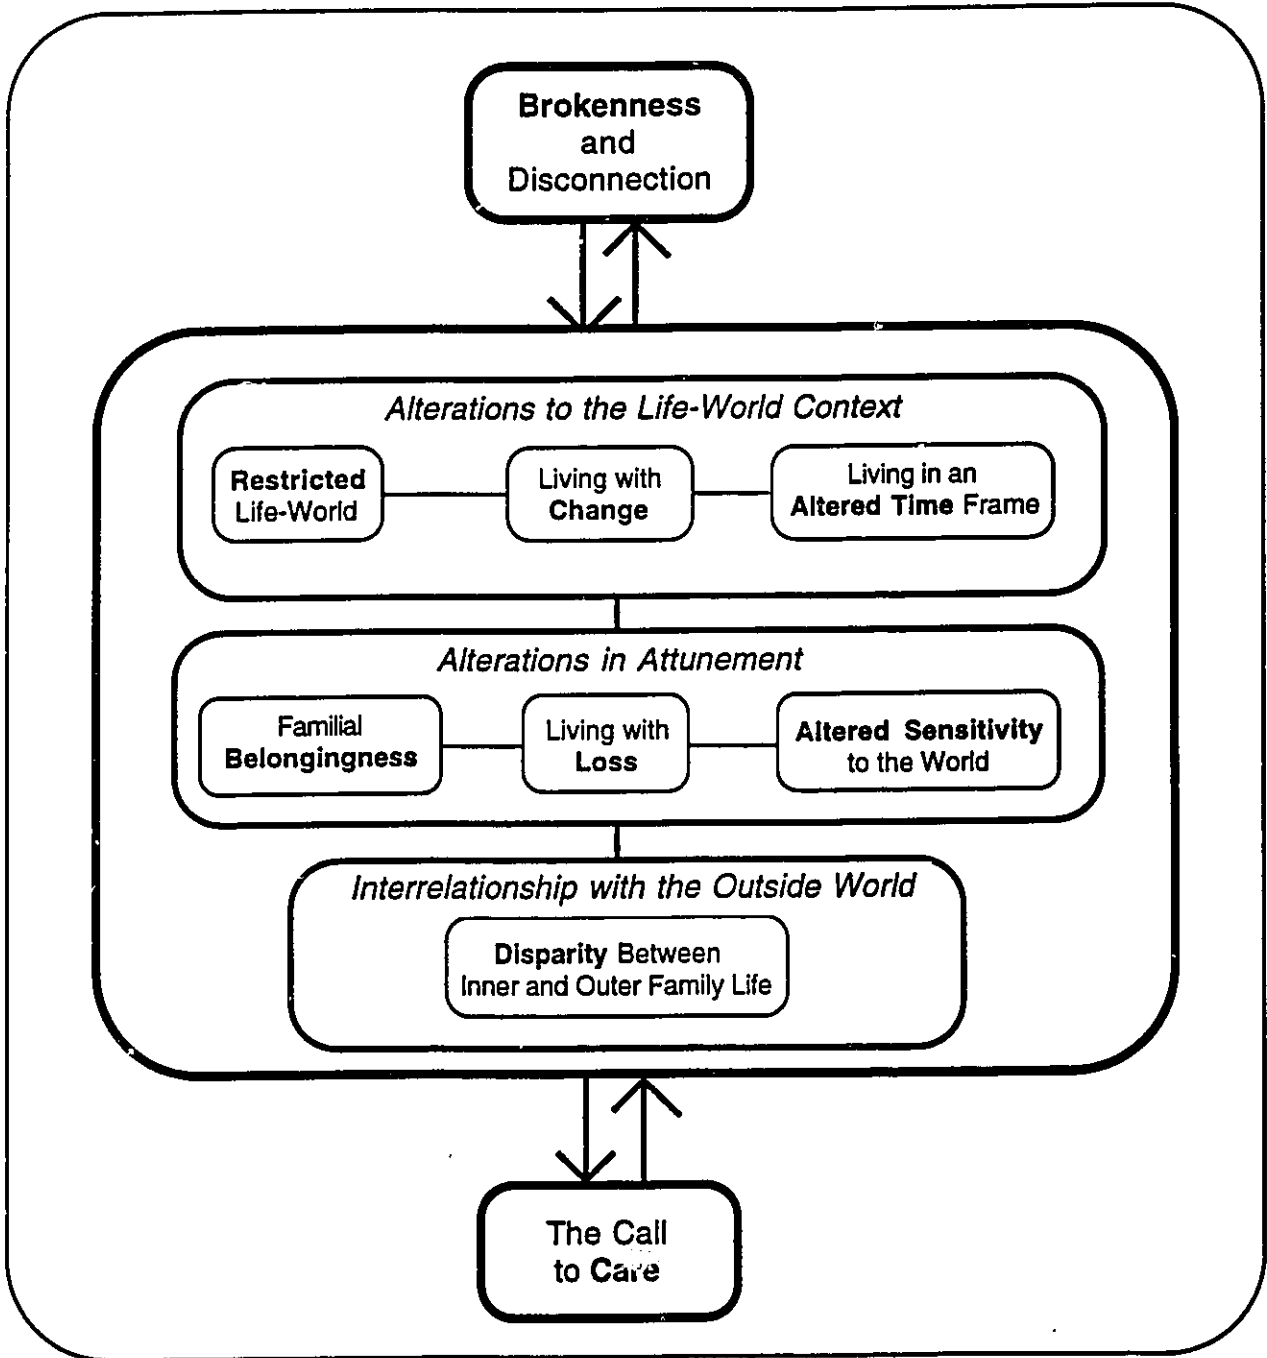 Brokenness
and
Disconnection
Alterations to the Life-World Context
Restricted
Life-World
Living with
Change
Living in an
Altered Time Frame
Alterations in Attunement
Familial
Belongingness
Living with
Loss
Altered Sensitivity
to the World
Interrelationship with the Outside World
Disparity Between
Inner and Outer Family Life
The Call
to Care